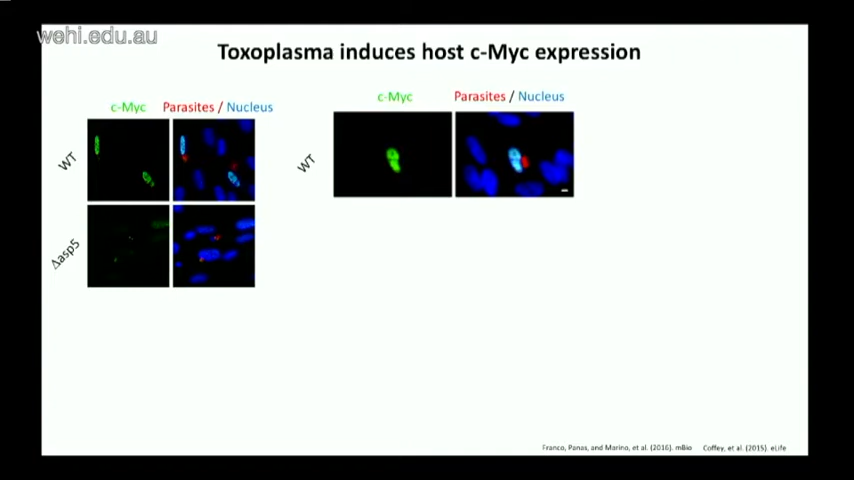 wehi.edu.au
Toxoplasma induces host c-Myc expression
c-Myc Parasites / Nucleus
WT
Δasp5
c-Myc Parasites / Nucleus
WT
Franco, Panas, and Marino, et al. (2016). mBio Coffey, et al. (2015). eLife